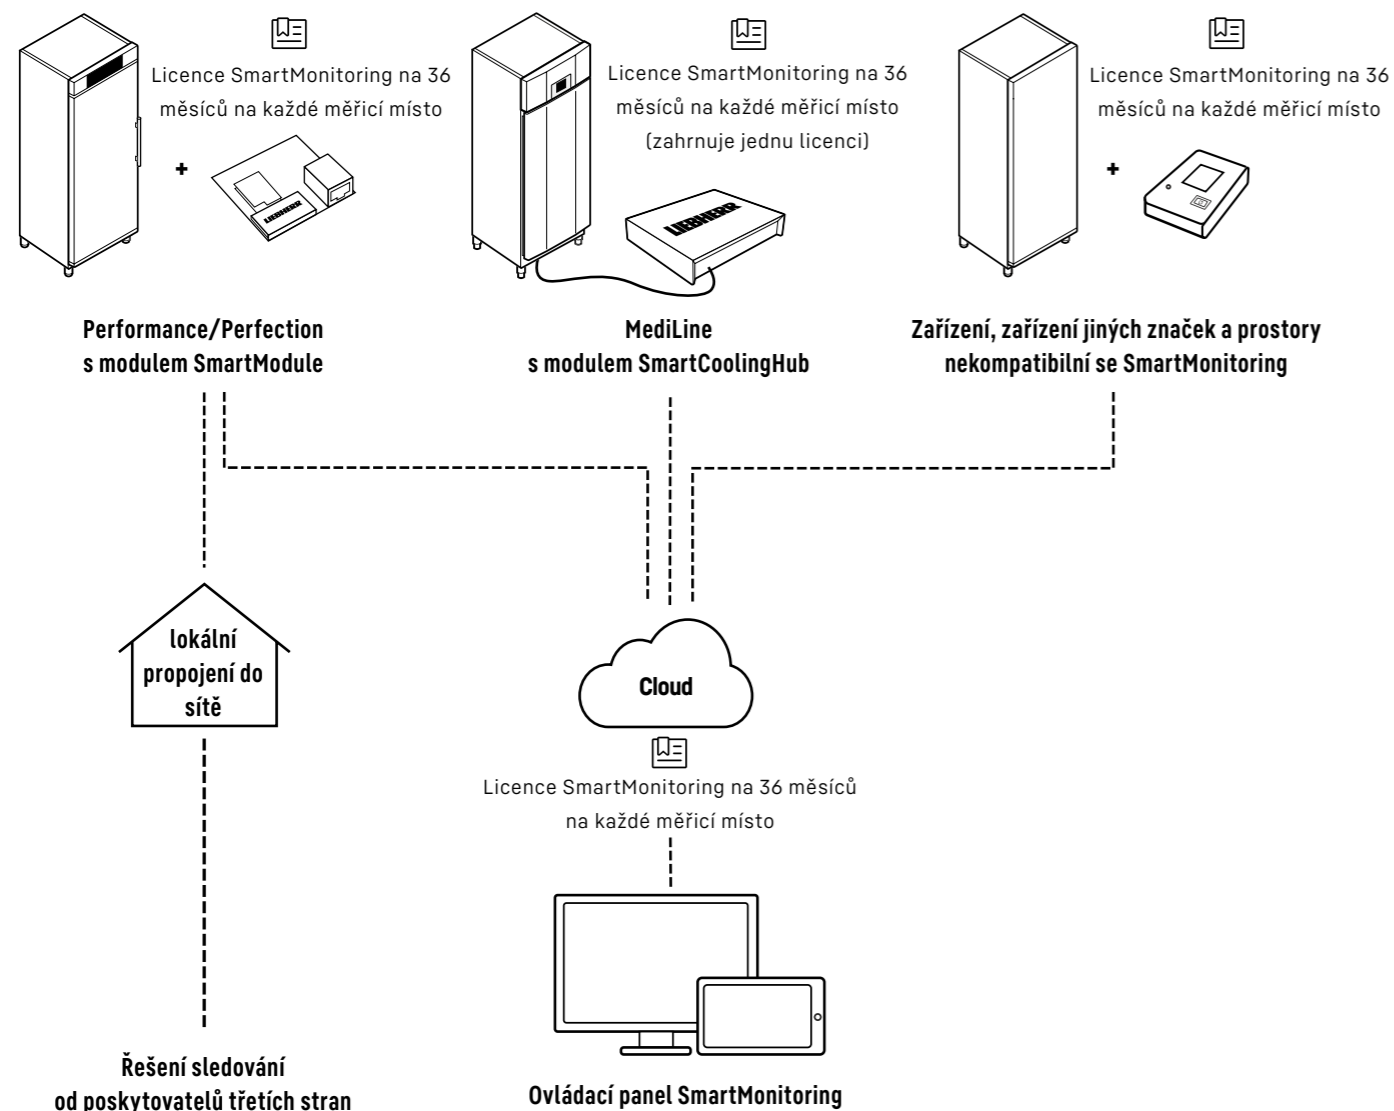 Licence SmartMonitoring na 36
měsíců na každé měřicí místo
+
LIEBHERR
Performance/Perfection
s modulem SmartModule
Licence SmartMonitoring na 36
měsíců na každé měřicí místo
(zahrnuje jednu licenci)
LIEBHERR
MediLine
s modulem SmartCoolingHub
Licence SmartMonitoring na 36
měsíců na každé měřicí místo
+
Zařízení, zařízení jiných značek a prostory
nekompatibilní se SmartMonitoring
lokální
propojení do
sítě
Cloud
Licence SmartMonitoring na 36 měsíců
na každé měřicí místo
Řešení sledování
od poskytovatelů třetích stran
Ovládací panel SmartMonitoring